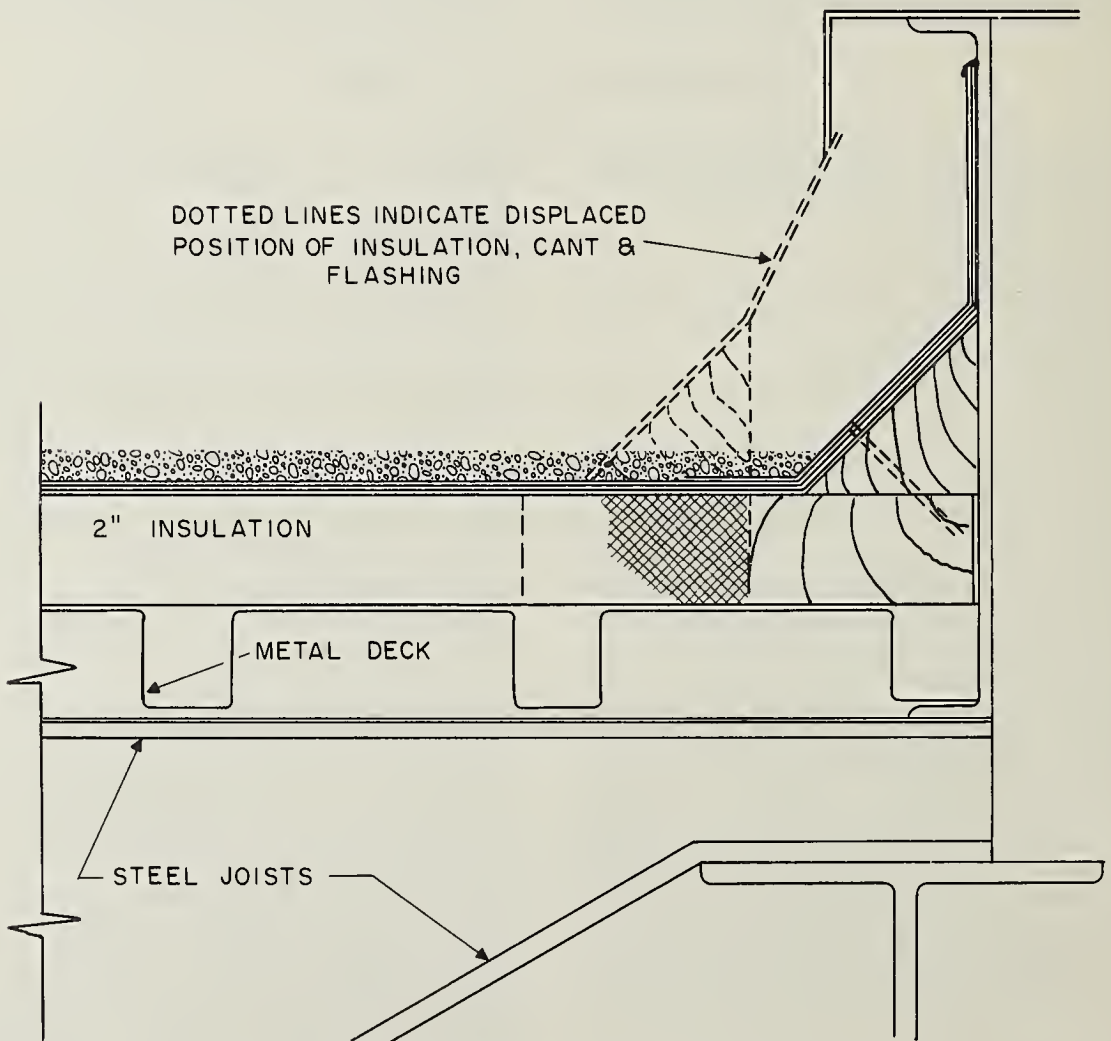 DOTTED LINES INDICATE DISPLACED
POSITION OF INSULATION, CANT &
FLASHING
2" INSULATION
METAL DECK
STEEL JOISTS